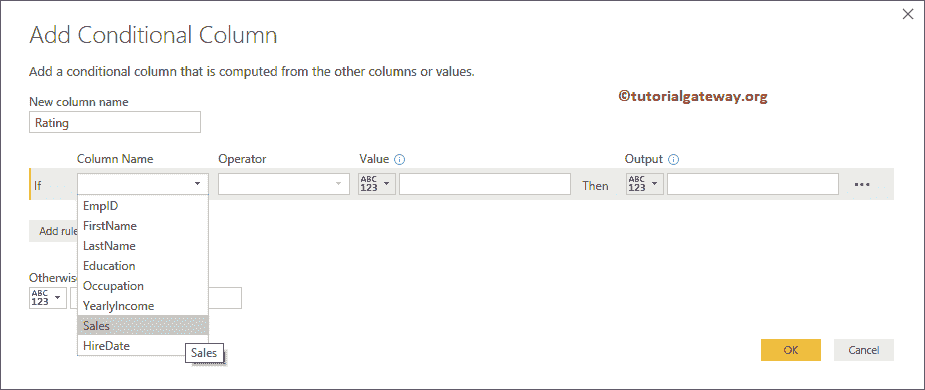 Add Conditional Column
Add a conditional column that is computed from the other columns or values.
New column name
©tutorialgateway.org
Rating
Column Name Operator Value Output
If ABC 123 Then ABC 123 ...
EmpID
FirstName
Add rule
LastName
Education
Otherwise
Occupation
ABC 123
YearlyIncome
Sales
HireDate
Sales
OK Cancel